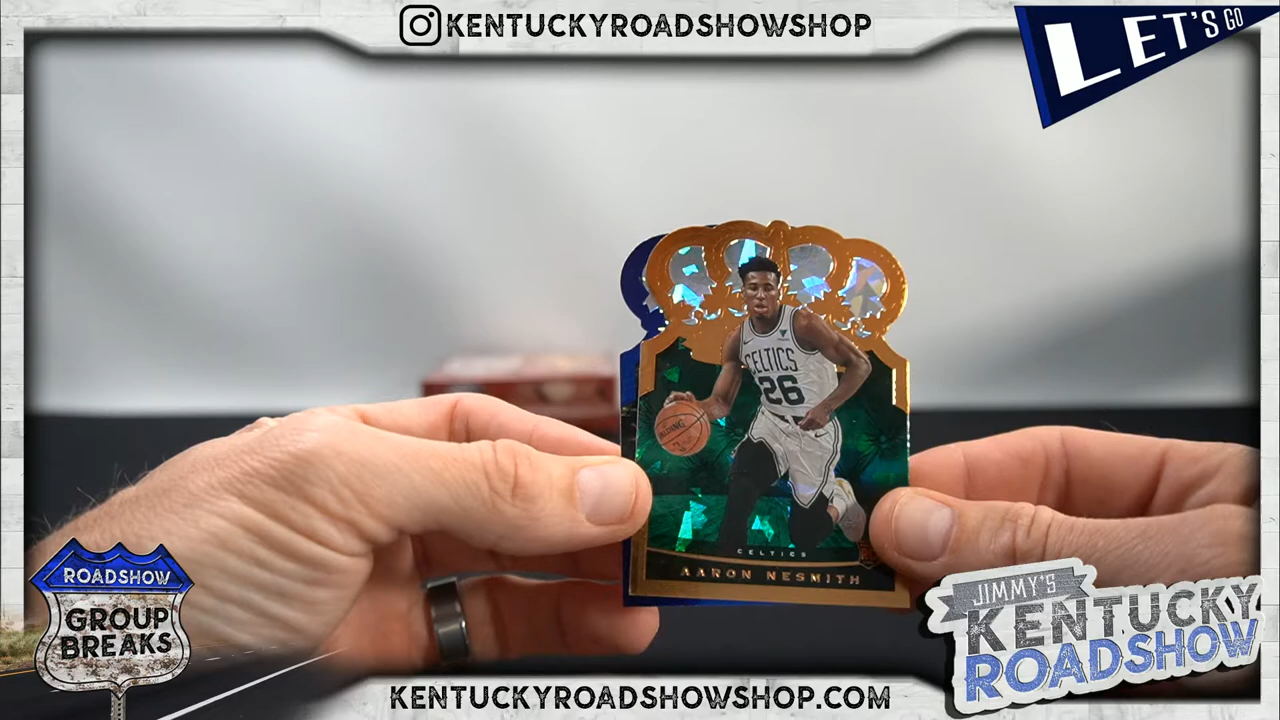 KENTUCKYROADSHOWSHOP
LET'S GO
CELTICS
26
SPALDING
CELTICS
AARON NESMITH
ROADSHOW
GROUP
BREAKS
JIMMY'S
KENTUCKY
ROADSHOW
KENTUCKYROADSHOWSHOP.COM